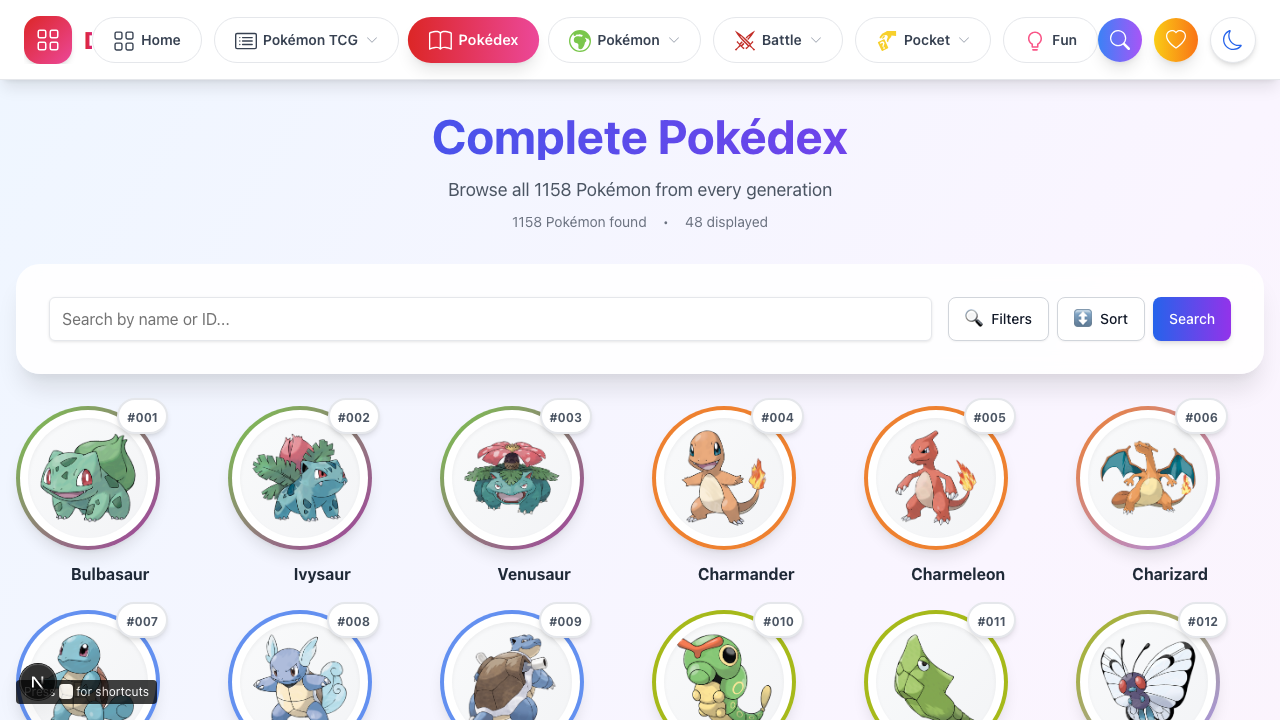 Home
Pokémon TCG
Pokédex
Pokémon
Battle
Pocket
Fun
Complete Pokédex
Browse all 1158 Pokémon from every generation
1158 Pokémon found • 48 displayed
Search by name or ID...
Filters
Sort
Search
#001
#002
#003
#004
#005
#006
Bulbasaur
Ivysaur
Venusaur
Charmander
Charmeleon
Charizard
#007
#008
#009
#010
#011
#012
N
for shortcuts